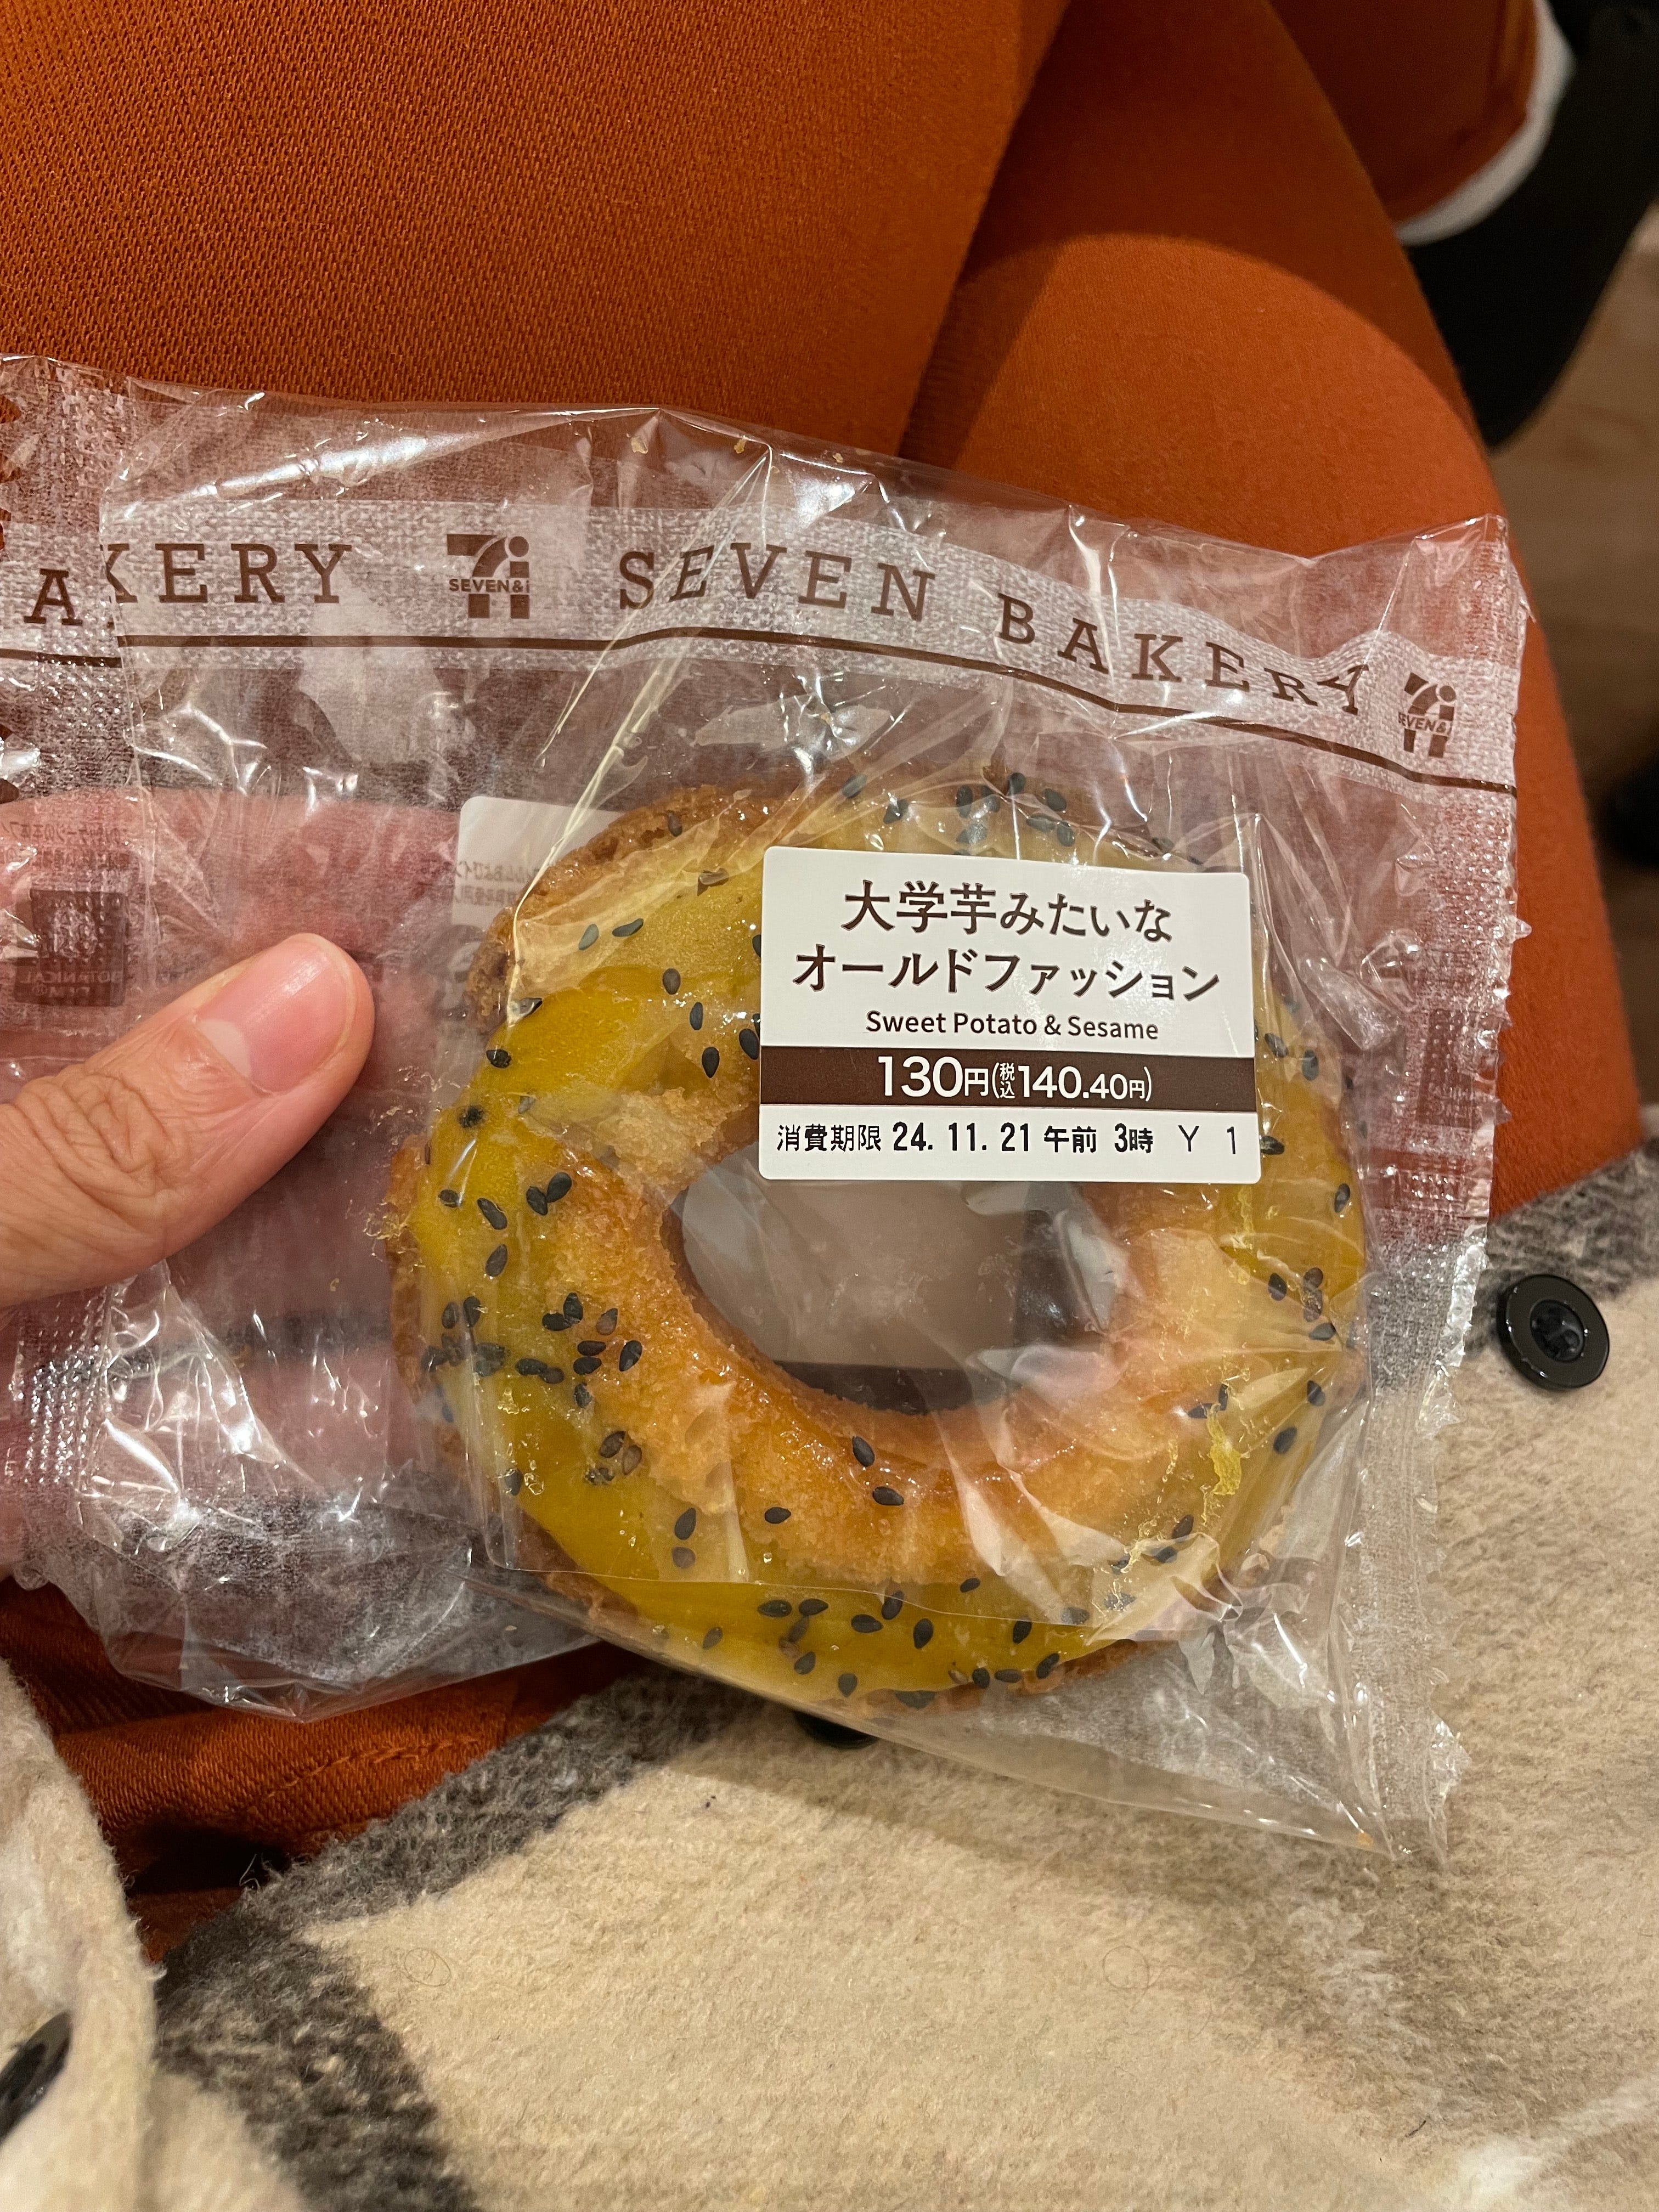 AKERY SEVEN&i SEVEN BAKERY SEVEN&i
大学芋みたいな
オールドファッション
Sweet Potato & Sesame
130円(税込140.40円)
消費期限 24. 11. 21 午前 3時 Y 1